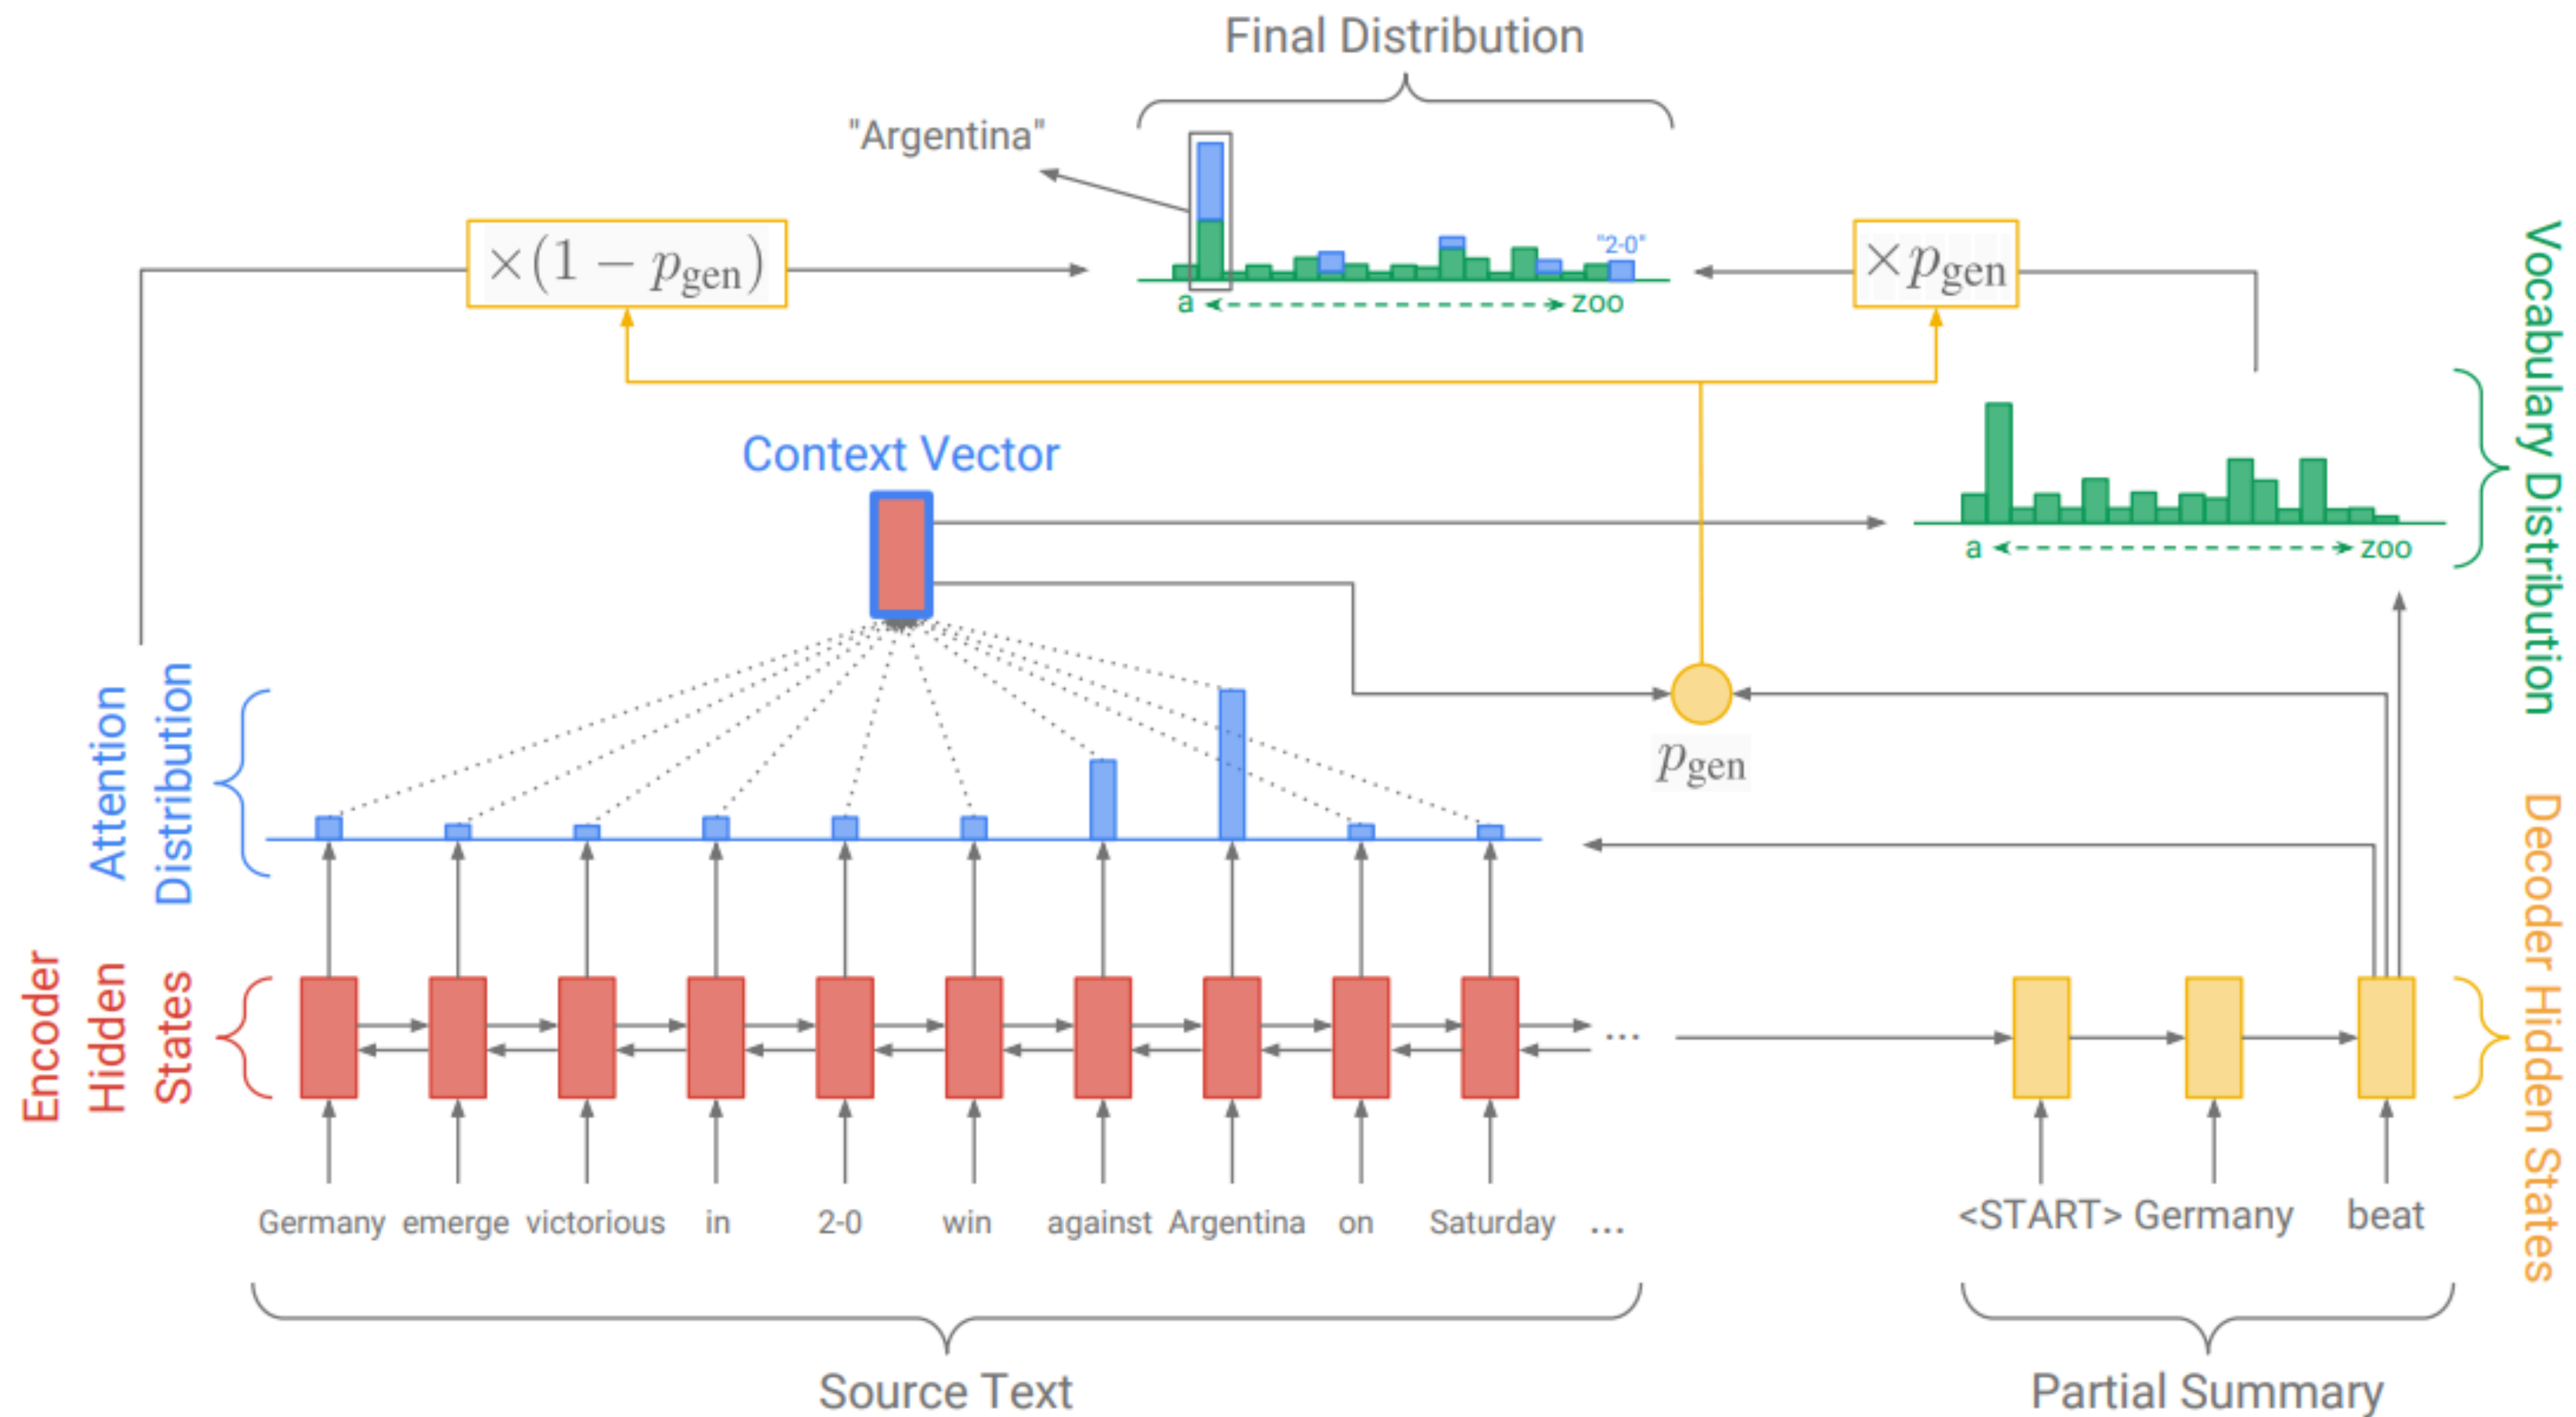 Final Distribution
"Argentina"
×(1 − p_gen)
"2-0"
×p_gen
a
zoo
Context Vector
Vocabulary Distribution
a
zoo
Attention
Distribution
p_gen
Encoder
Hidden
States
Decoder Hidden States
...
Germany emerge victorious in 2-0 win against Argentina on Saturday ...
<START> Germany beat
Source Text
Partial Summary